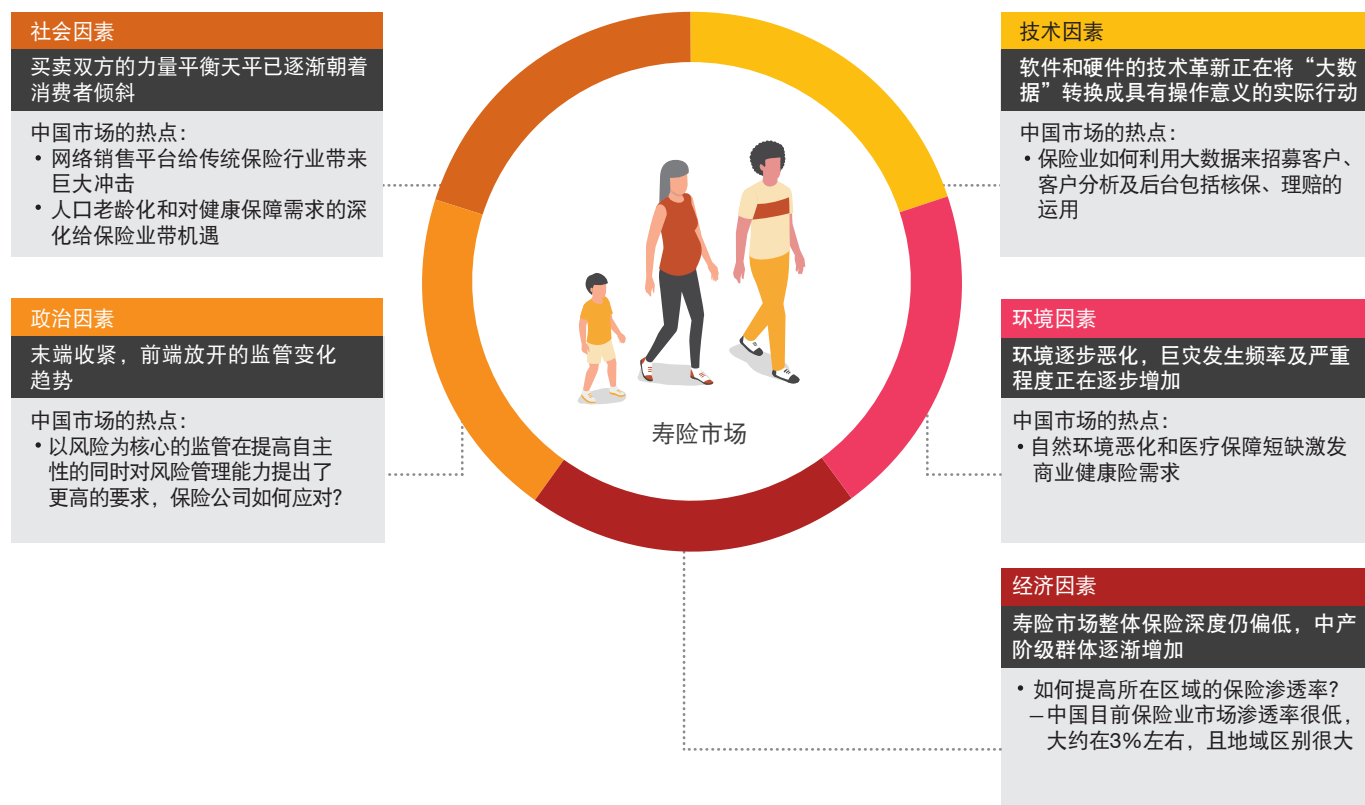 社会因素
买卖双方的力量平衡天平已逐渐朝着
消费者倾斜
中国市场的热点：
• 网络销售平台给传统保险行业带来
巨大冲击
• 人口老龄化和对健康保障需求的深
化给保险业带机遇
政治因素
末端收紧，前端放开的监管变化
趋势
中国市场的热点：
• 以风险为核心的监管在提高自主
性的同时对风险管理能力提出了
更高的要求，保险公司如何应对？
寿险市场
技术因素
软件和硬件的技术革新正在将“大数
据”转换成具有操作意义的实际行动
中国市场的热点：
• 保险业如何利用大数据来招募客户、
客户分析及后台包括核保、理赔的
运用
环境因素
环境逐步恶化，巨灾发生频率及严重
程度正在逐步增加
中国市场的热点：
• 自然环境恶化和医疗保障短缺激发
商业健康险需求
经济因素
寿险市场整体保险深度仍偏低，中产
阶级群体逐渐增加
• 如何提高所在区域的保险渗透率？
–中国目前保险业市场渗透率很低，
大约在3%左右，且地域区别很大